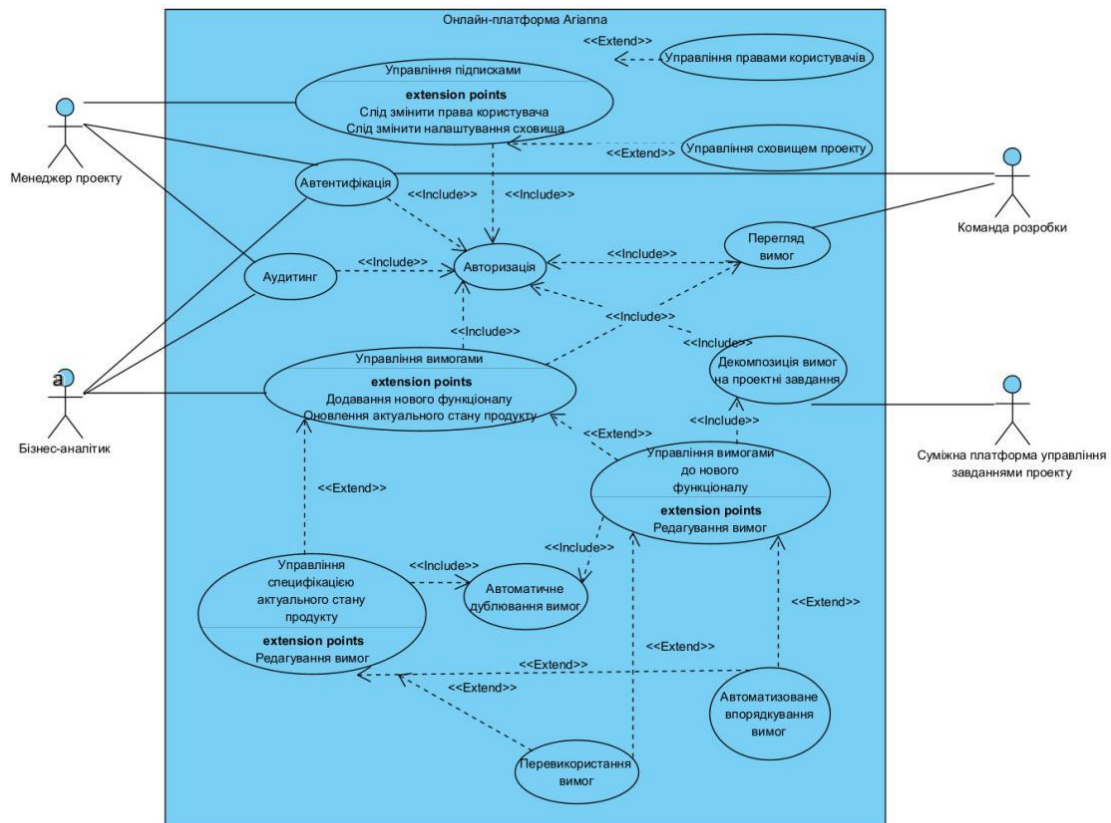 Онлайн-платформа Arianna
<<Extend>>
Управління правами користувачів
Управління підписками
extension points
Слід змінити права користувача
Слід змінити налаштування сховища
<<Extend>>
Управління сховищем проекту
Менеджер проекту
Автентифікація
<<Include>>
<<Include>>
Команда розробки
Перегляд
вимог
<<Include>>
Аудитинг
<<Include>>
Авторизація
<<Include>>
<<Include>>
<<Include>>
Управління вимогами
extension points
Додавання нового функціоналу
Оновлення актуального стану продукту
Декомпозиція вимог
на проектні завдання
а
Бізнес-аналітик
<<Include>>
<<Extend>>
Управління вимогами
до нового
функціоналу
extension points
Редагування вимог
Суміжна платформа управління
завданнями проекту
<<Extend>>
<<Include>>
Управління
специфікацією
актуального стану
продукту
extension points
Редагування вимог
<<Include>>
Автоматичне
дублювання вимог
<<Extend>>
<<Extend>>
<<Extend>>
Автоматизоване
впорядкування
вимог
Перевикористання
вимог